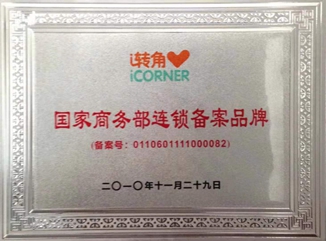 i转角
iCORNER
国家商务部连锁备案品牌
(备案号：0110601111000082)
二〇一〇年十一月二十九日